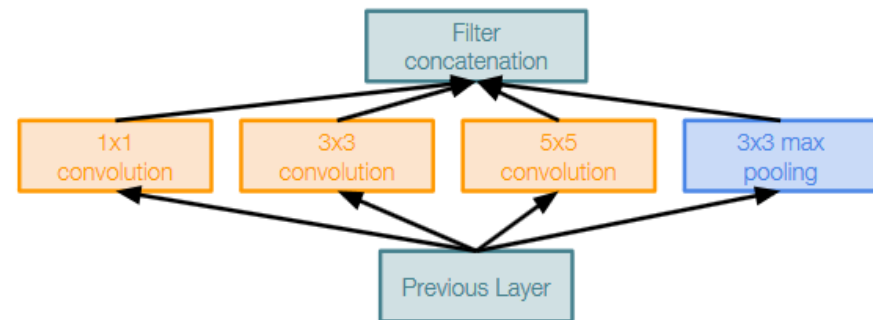 Filter
concatenation
1x1
convolution
3x3
convolution
5x5
convolution
3x3 max
pooling
Previous Layer